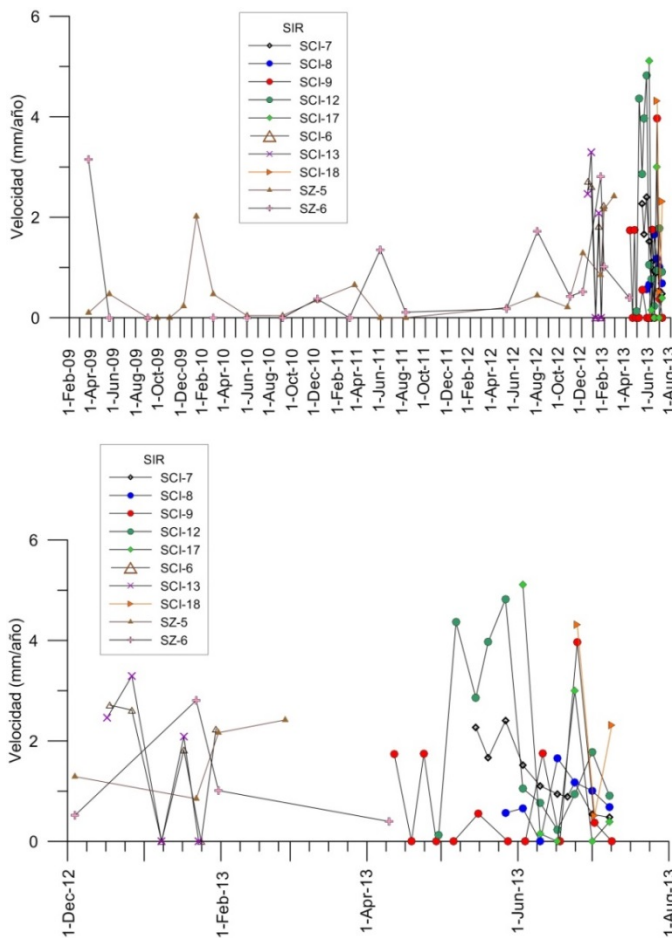 6
4
2
0
Velocidad (mm/año)
SIR
SCI-7
SCI-8
SCI-9
SCI-12
SCI-17
SCI-6
SCI-13
SCI-18
SZ-5
SZ-6
1-Feb-09
1-Apr-09
1-Jun-09
1-Aug-09
1-Oct-09
1-Dec-09
1-Feb-10
1-Apr-10
1-Jun-10
1-Aug-10
1-Oct-10
1-Dec-10
1-Feb-11
1-Apr-11
1-Jun-11
1-Aug-11
1-Oct-11
1-Dec-11
1-Feb-12
1-Apr-12
1-Jun-12
1-Aug-12
1-Oct-12
1-Dec-12
1-Feb-13
1-Apr-13
1-Jun-13
1-Aug-13
SIR
SCI-7
SCI-8
SCI-9
SCI-12
SCI-17
SCI-6
SCI-13
SCI-18
SZ-5
SZ-6
6
4
2
0
Velocidad (mm/año)
1-Dec-12
1-Feb-13
1-Apr-13
1-Jun-13
1-Aug-13